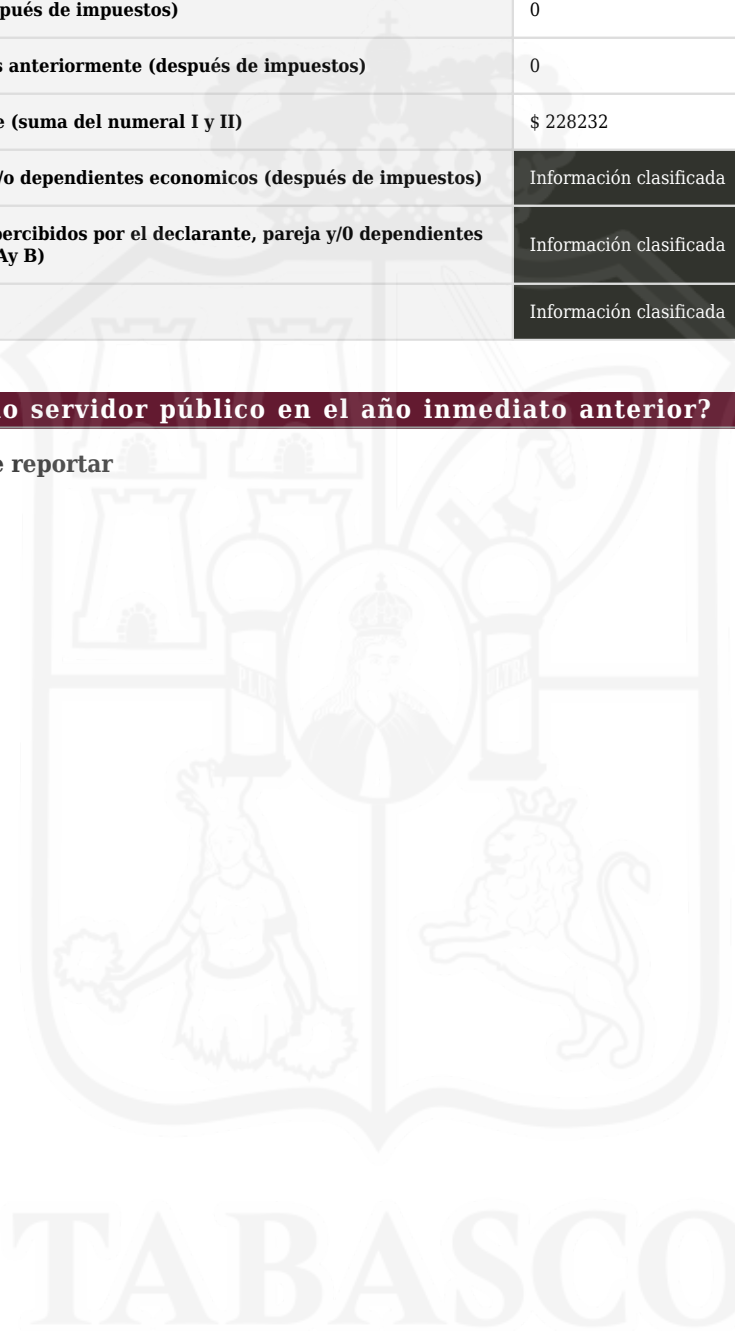 pués de impuestos) 0
s anteriormente (después de impuestos) 0
e (suma del numeral I y II) $ 228232
/o dependientes economicos (después de impuestos) Información clasificada
percibidos por el declarante, pareja y/0 dependientes
Ay B) Información clasificada
Información clasificada
o servidor público en el año inmediato anterior?
e reportar
PLUS ULTRA
TABASCO